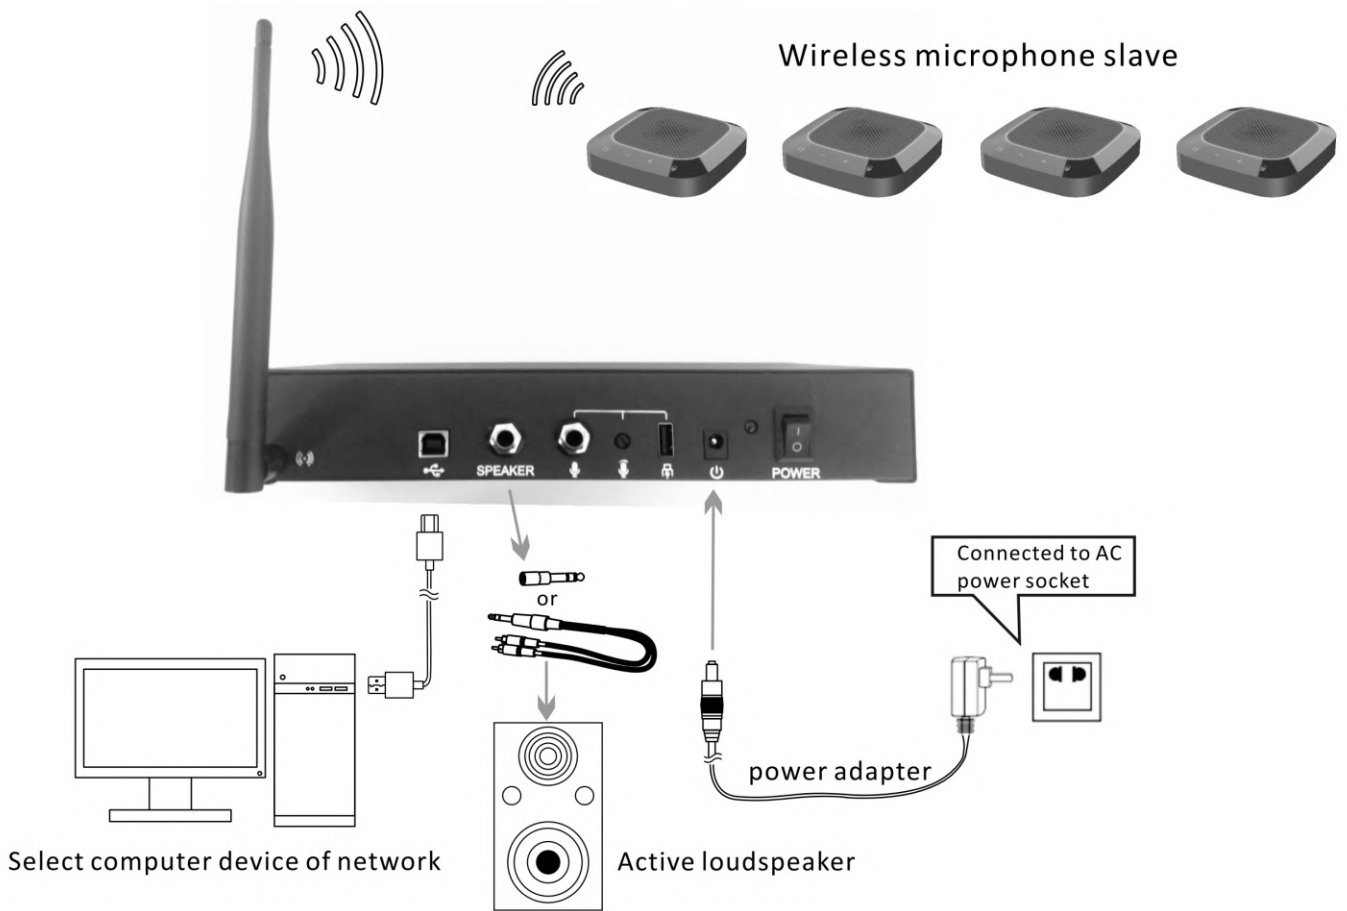 Wireless microphone slave
SPEAKER
POWER
Connected to AC
power socket
or
power adapter
Select computer device of network
Active loudspeaker